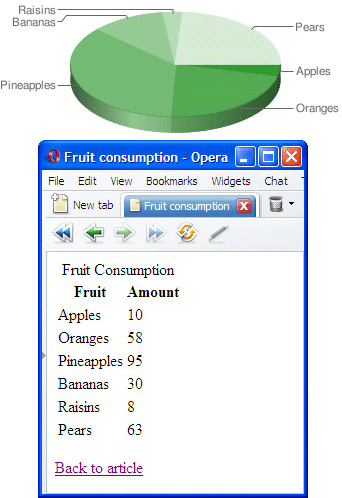 Raisins
Bananas
Pears
Apples
Pineapples
Oranges
Fruit consumption - Opera
File Edit View Bookmarks Widgets Chat
New tab Fruit consumption
Fruit Consumption
Fruit Amount
Apples 10
Oranges 58
Pineapples 95
Bananas 30
Raisins 8
Pears 63
Back to article